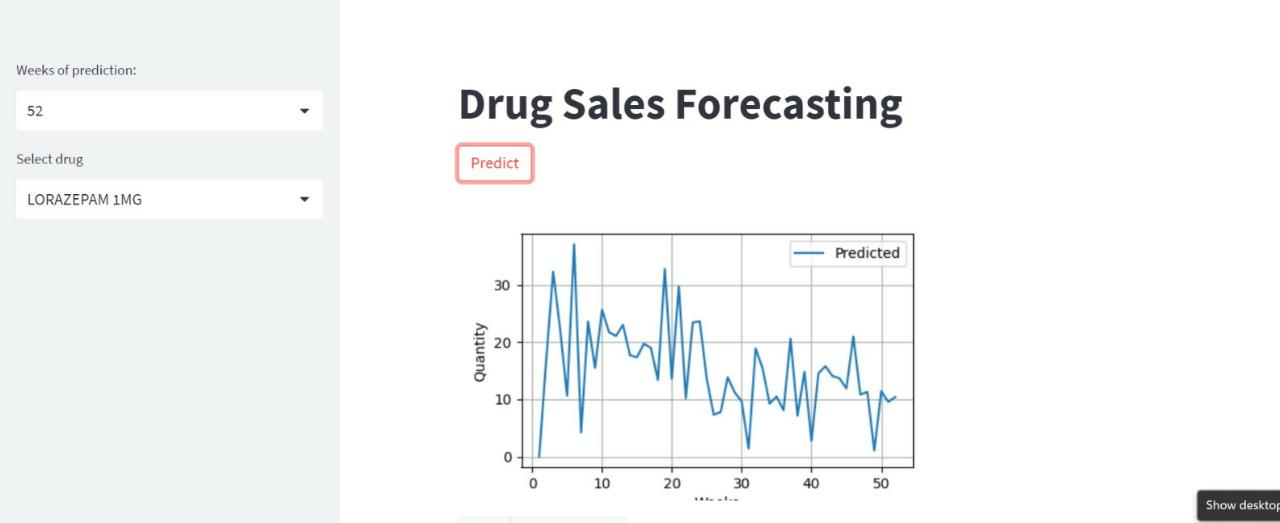 Weeks of prediction:
52
Select drug
LORAZEPAM 1MG
Drug Sales Forecasting
Predict
Predicted
Quantity
30
20
10
0
0 10 20 30 40 50
Show desktop